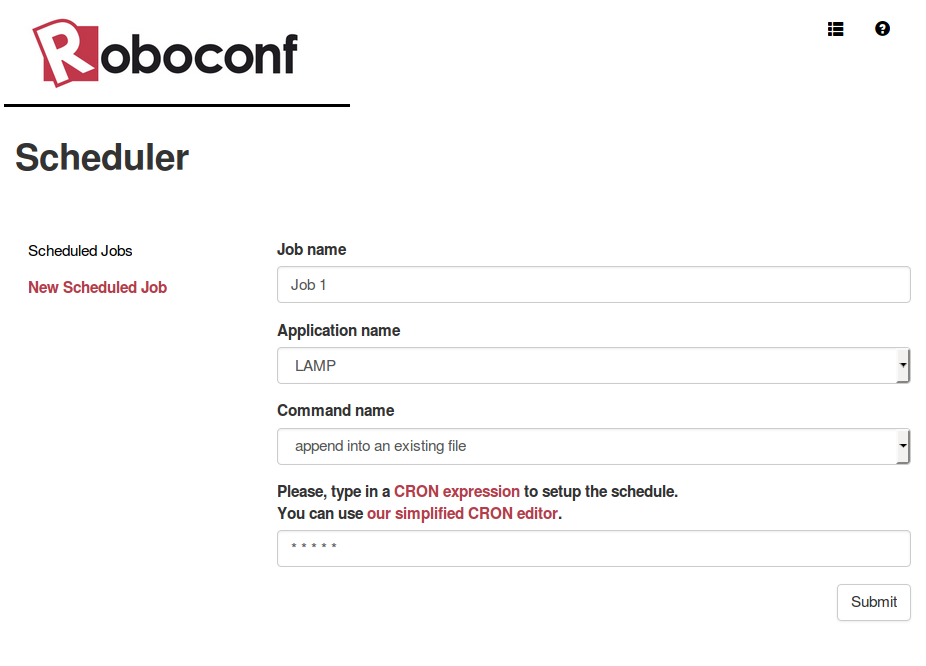 Roboconf
Scheduler
Scheduled Jobs
New Scheduled Job
Job name
Job 1
Application name
LAMP
Command name
append into an existing file
Please, type in a CRON expression to setup the schedule.
You can use our simplified CRON editor.
* * * * *
Submit